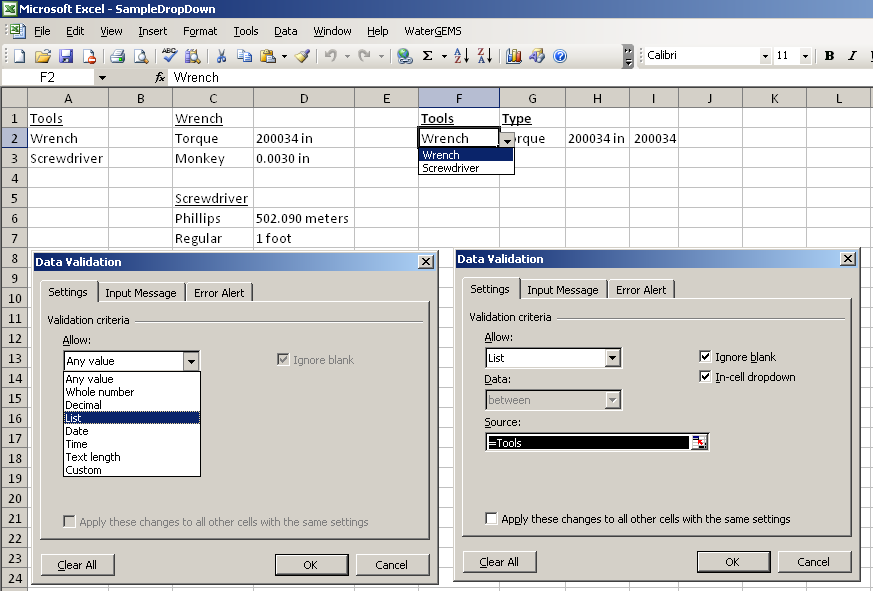 Microsoft Excel - SampleDropDown
File Edit View Insert Format Tools Data Window Help WaterGEMS
ABC Σ A Z Z A Calibri 11 B I
F2 fx Wrench
A B C D E F G H I J K L
1 Tools Wrench Tools Type
2 Wrench Torque 200034 in Wrench orque 200034 in 200034
3 Screwdriver Monkey 0.0030 in Wrench
Screwdriver
4
5 Screwdriver
6 Phillips 502.090 meters
7 Regular 1 foot
8
9
10
11
12
13
14
15
16
17
18
19
20
21
22
23
24
Data Validation
Settings Input Message Error Alert
Validation criteria
Allow:
Any value Ignore blank
Any value
Whole number
Decimal
List
Date
Time
Text length
Custom
Apply these changes to all other cells with the same settings
Clear All OK Cancel
Data Validation
Settings Input Message Error Alert
Validation criteria
Allow:
List Ignore blank
Data: In-cell dropdown
between
Source:
=Tools
Apply these changes to all other cells with the same settings
Clear All OK Cancel